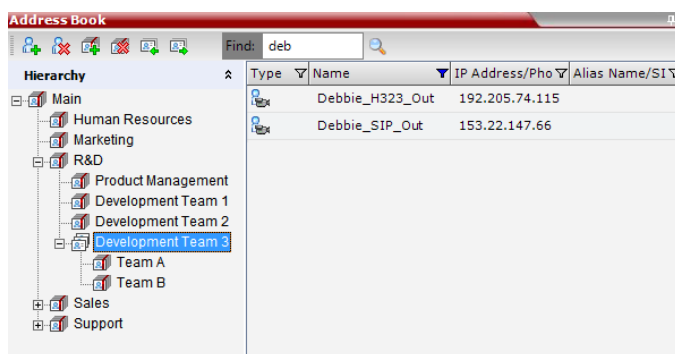 Address Book
Find: deb
Hierarchy
Type Name IP Address/Pho Alias Name/SI
Main
Human Resources
Marketing
R&D
Product Management
Development Team 1
Development Team 2
Development Team 3
Team A
Team B
Sales
Support
Debbie_H323_Out 192.205.74.115
Debbie_SIP_Out 153.22.147.66